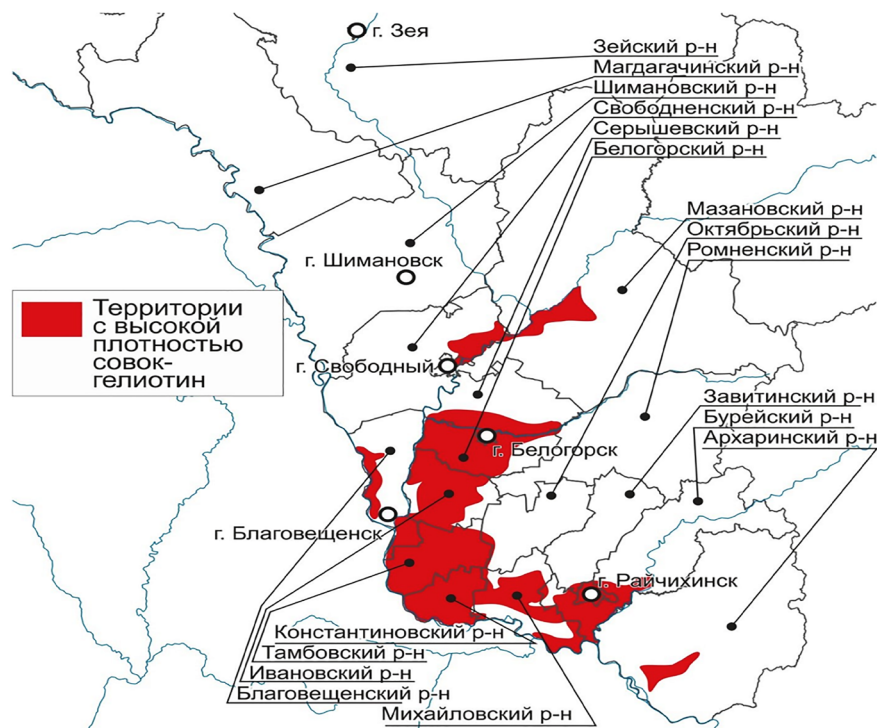 г. Зея
Зейский р-н
Магдагачинский р-н
Шимановский р-н
Свободненский р-н
Серышевский р-н
Белогорский р-н
Мазановский р-н
Октябрьский р-н
Ромненский р-н
г. Шимановск
Территории
с высокой
плотностью
совок-
гелиотин
г. Свободный
Завитинский р-н
Бурейский р-н
Архаринский р-н
г. Белогорск
г. Благовещенск
г. Райчихинск
Константиновский р-н
Тамбовский р-н
Ивановский р-н
Благовещенский р-н
Михайловский р-н